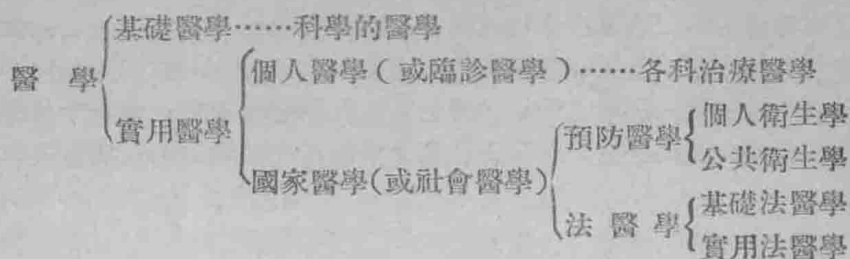 醫學
基礎醫學……科學的醫學
實用醫學
個人醫學(或臨診醫學)……各科治療醫學
國家醫學(或社會醫學)
預防醫學
個人衛生學
公共衛生學
法醫學
基礎法醫學
實用法醫學